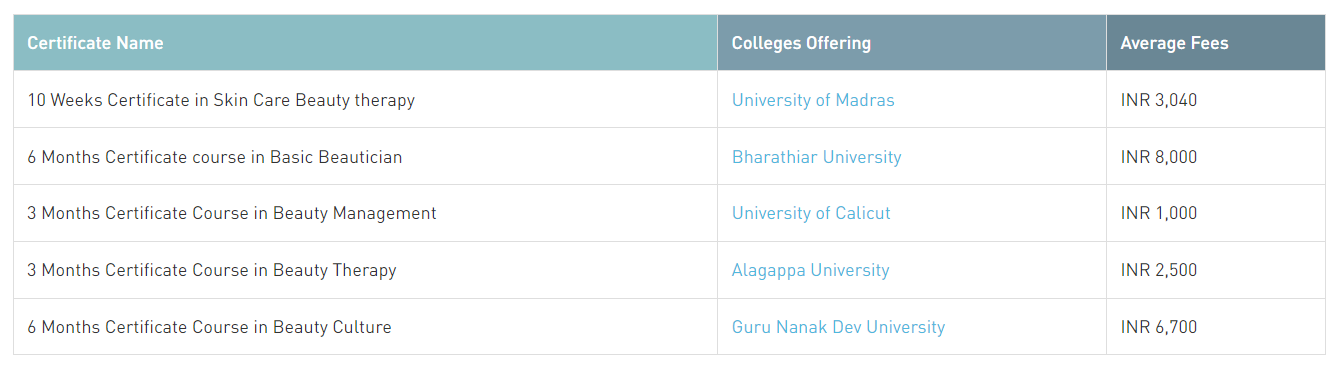 Certificate Name Colleges Offering Average Fees
10 Weeks Certificate in Skin Care Beauty therapy University of Madras INR 3,040
6 Months Certificate course in Basic Beautician Bharathiar University INR 8,000
3 Months Certificate Course in Beauty Management University of Calicut INR 1,000
3 Months Certificate Course in Beauty Therapy Alagappa University INR 2,500
6 Months Certificate Course in Beauty Culture Guru Nanak Dev University INR 6,700